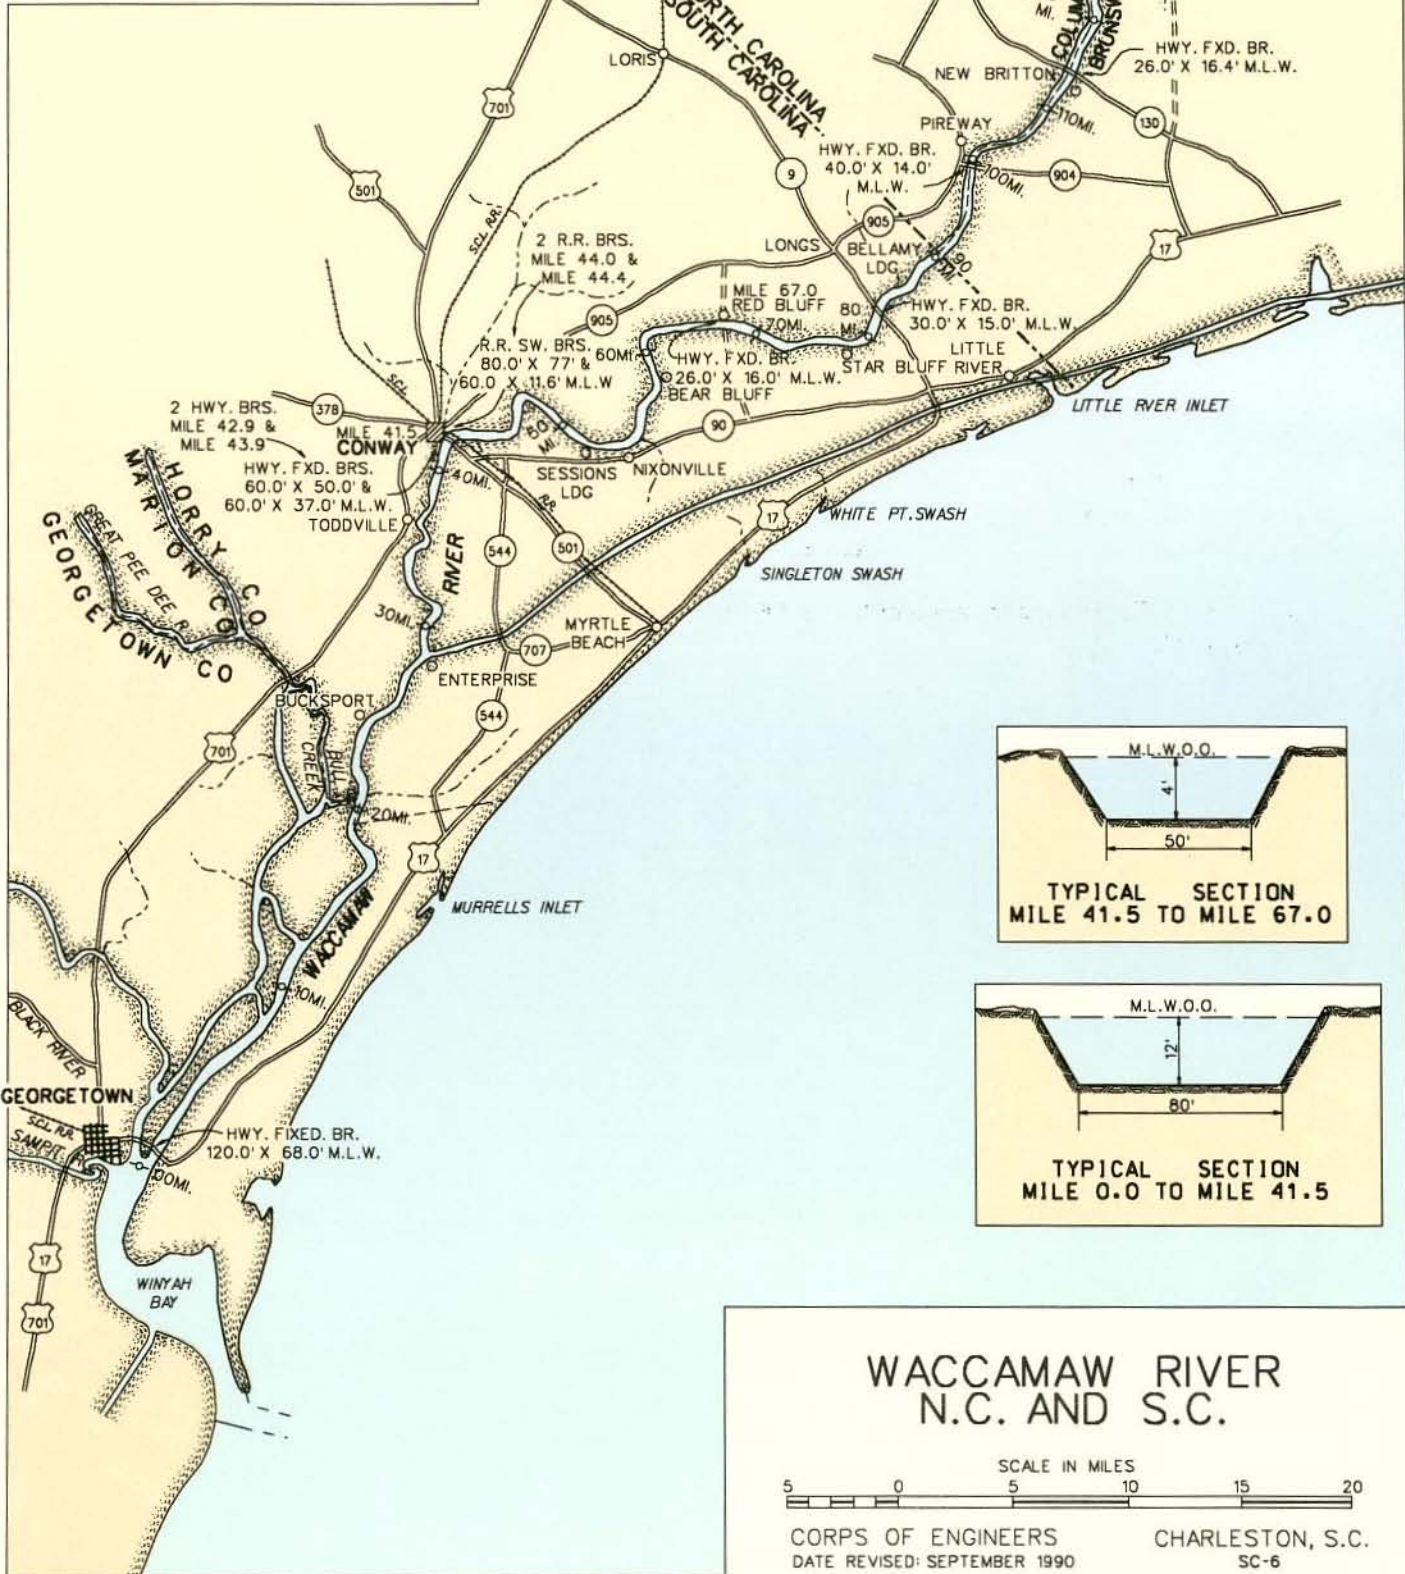 NORTH CAROLINA
SOUTH CAROLINA
MI.
COLUM
BRUNSW
HWY. FXD. BR.
26.0' X 16.4' M.L.W.
LORIS
NEW BRITTON
701
110MI.
130
PIREWAY
HWY. FXD. BR.
40.0' X 14.0'
M.L.W.
100MI.
904
9
501
905
S.C.L. R.R.
2 R.R. BRS.
MILE 44.0 &
MILE 44.4
LONGS
BELLAMY
LDG
90
MI.
17
MILE 67.0
RED BLUFF
80
MI
HWY. FXD. BR.
30.0' X 15.0' M.L.W.
905
70MI.
R.R. SW. BRS.
80.0' X 77' &
60.0 X 11.6' M.L.W
60MI.
HWY. FXD. BR.
26.0' X 16.0' M.L.W.
STAR BLUFF
LITTLE
RIVER
BEAR BLUFF
SCL
378
2 HWY. BRS.
MILE 42.9 &
MILE 43.9
MILE 41.5
CONWAY
50
MI
90
LITTLE RVER INLET
HWY. FXD. BRS.
60.0' X 50.0' &
60.0' X 37.0' M.L.W.
40MI.
SESSIONS
LDG
NIXONVILLE
TODDVILLE
R.R.
17
WHITE PT.SWASH
HORRY CO
MARION CO
GREAT PEE DEE R.
GEORGETOWN CO
RIVER
544
501
SINGLETON SWASH
30MI.
MYRTLE
BEACH
707
ENTERPRISE
BUCKSPORT
544
701
BULL
CREEK
20MI.
17
MURRELLS INLET
WACCAMAW
10MI.
BLACK RIVER
GEORGETOWN
S.C.L. R.R.
SAMPIT R.
HWY. FIXED. BR.
120.0' X 68.0' M.L.W.
00MI.
17
WINYAH
BAY
701
M.L.W.O.O.
4'
50'
TYPICAL SECTION
MILE 41.5 TO MILE 67.0
M.L.W.O.O.
12'
80'
TYPICAL SECTION
MILE 0.0 TO MILE 41.5
WACCAMAW RIVER
N.C. AND S.C.
SCALE IN MILES
5 0 5 10 15 20
CORPS OF ENGINEERS CHARLESTON, S.C.
DATE REVISED: SEPTEMBER 1990 SC-6